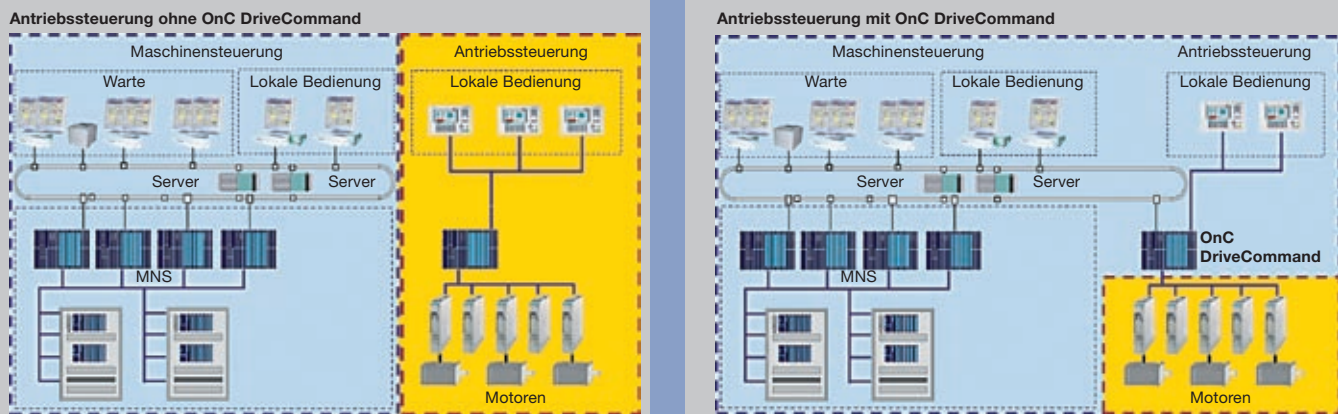 Antriebssteuerung ohne OnC DriveCommand
Maschinensteuerung
Antriebssteuerung
Warte
Lokale Bedienung
Lokale Bedienung
Server
Server
MNS
Motoren
Antriebssteuerung mit OnC DriveCommand
Maschinensteuerung
Antriebssteuerung
Warte
Lokale Bedienung
Lokale Bedienung
Server
Server
OnC
DriveCommand
MNS
Motoren